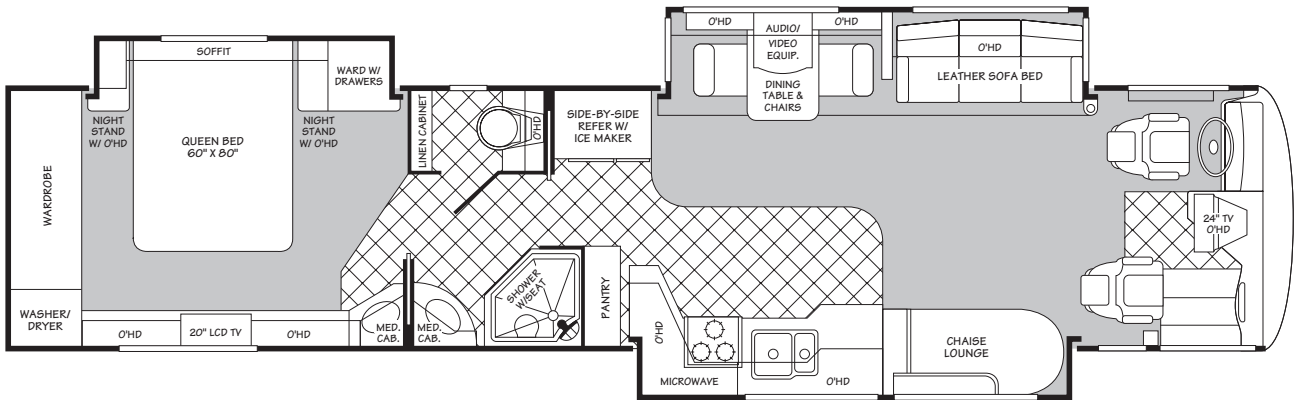 SOFFIT
WARD W/
DRAWERS
NIGHT
STAND
W/ O'HD
QUEEN BED
60" X 80"
NIGHT
STAND
W/ O'HD
WARDROBE
WASHER/
DRYER
O'HD
20" LCD TV
O'HD
MED.
CAB.
MED.
CAB.
LINEN CABINET
O'HD
SIDE-BY-SIDE
REFER W/
ICE MAKER
SHOWER
W/SEAT
PANTRY
O'HD
MICROWAVE
O'HD
O'HD
AUDIO/
VIDEO
EQUIP.
O'HD
DINING
TABLE &
CHAIRS
O'HD
LEATHER SOFA BED
CHAISE
LOUNGE
24" TV
O'HD